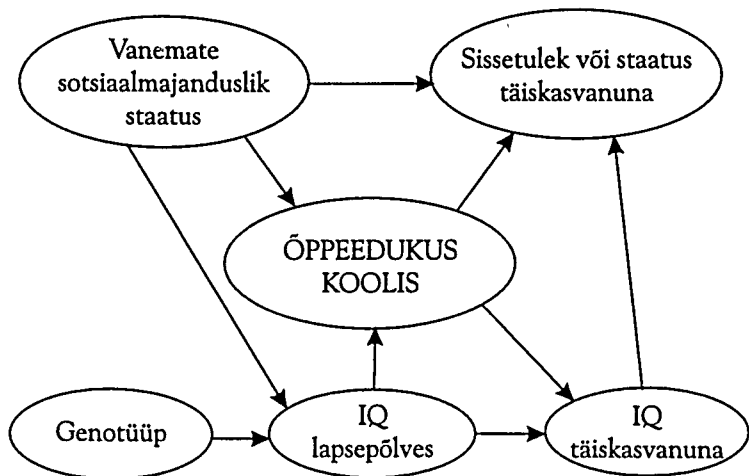 Vanemate
sotsiaalmajanduslik
staatus
Sissetulek või staatus
täiskasvanuna
ÕPPEEDUKUS
KOOLIS
Genotüüp
IQ
lapsepõlves
IQ
täiskasvanuna